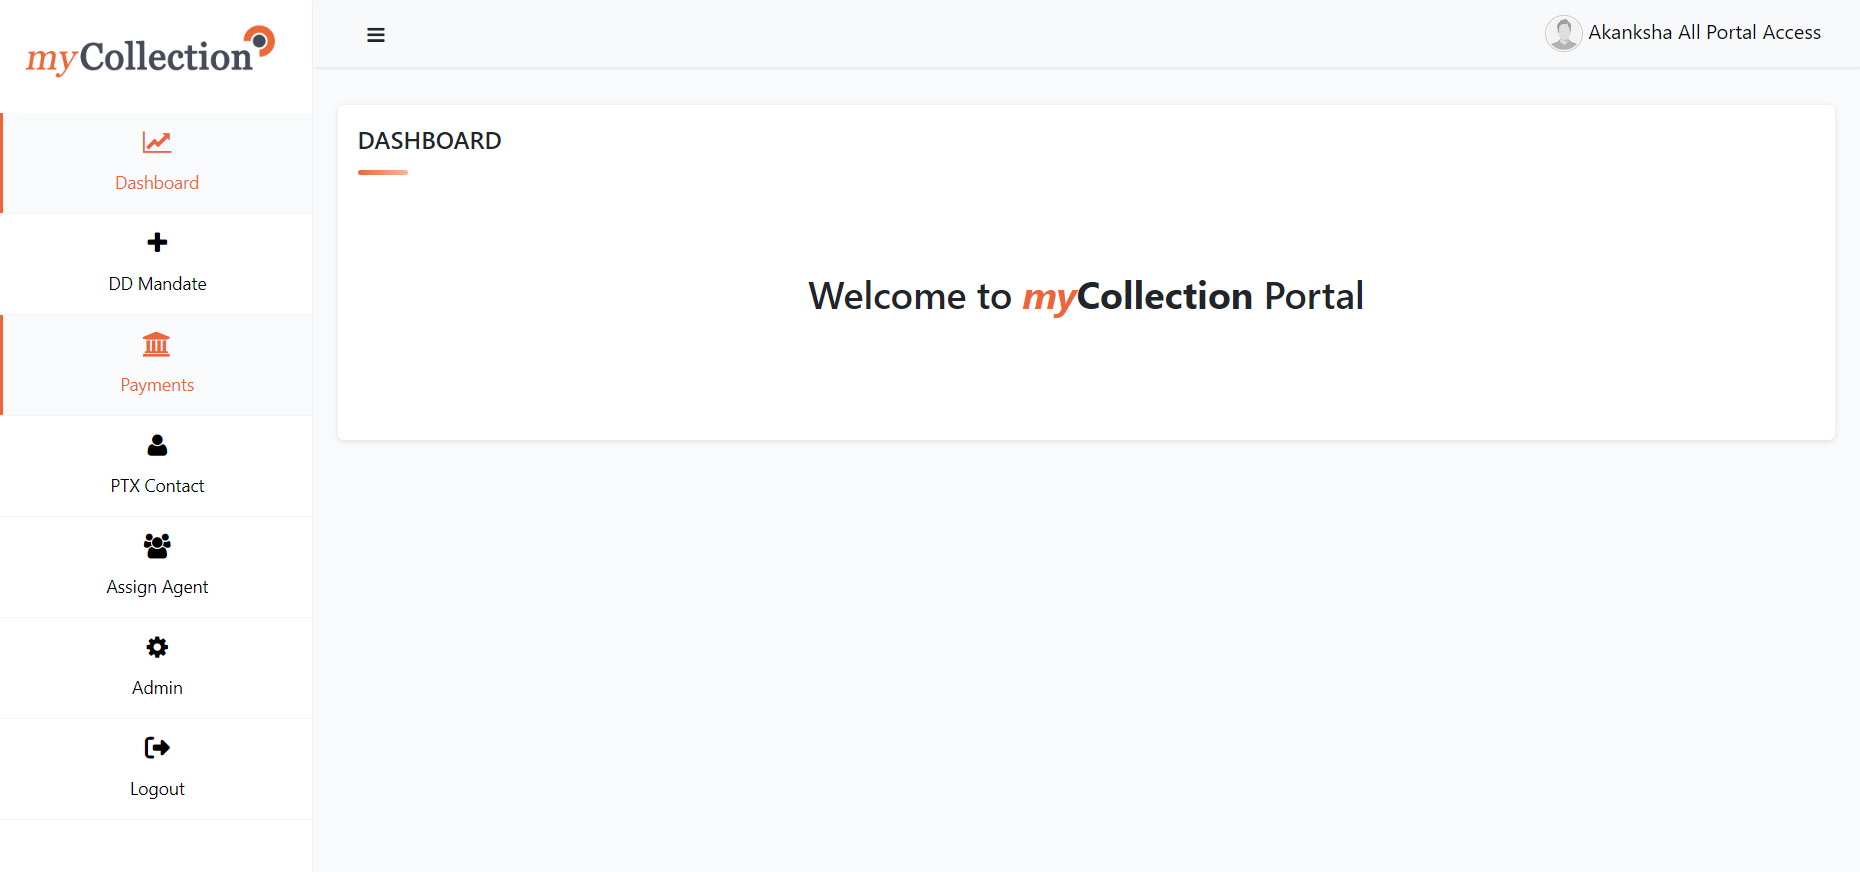 myCollection
Akanksha All Portal Access
Dashboard
DD Mandate
Payments
PTX Contact
Assign Agent
Admin
Logout
DASHBOARD
Welcome to myCollection Portal